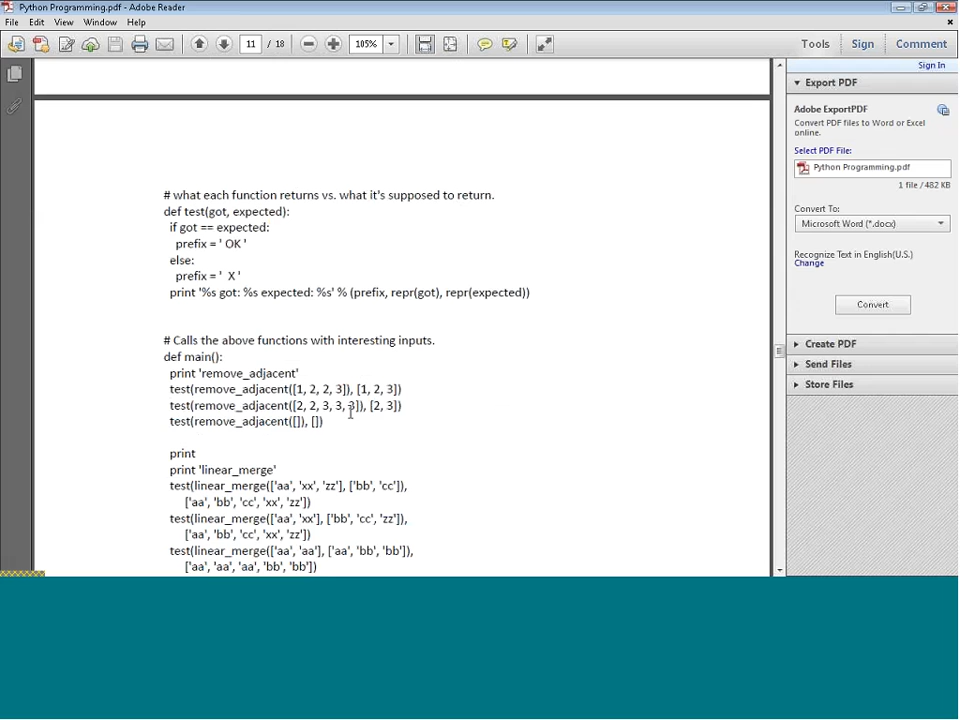 Python Programming.pdf - Adobe Reader
File Edit View Window Help
11 / 18 105% Tools Sign Comment
Sign In
Export PDF
Adobe ExportPDF
Convert PDF files to Word or Excel
online.
Select PDF File:
Python Programming.pdf
1 file / 482 KB
Convert To:
Microsoft Word (*.docx)
Recognize Text in English(U.S.)
Change
Convert
Create PDF
Send Files
Store Files
# what each function returns vs. what it's supposed to return.
def test(got, expected):
if got == expected:
prefix = ' OK '
else:
prefix = '  X '
print '%s got: %s expected: %s' % (prefix, repr(got), repr(expected))
# Calls the above functions with interesting inputs.
def main():
print 'remove_adjacent'
test(remove_adjacent([1, 2, 2, 3]), [1, 2, 3])
test(remove_adjacent([2, 2, 3, 3, 3]), [2, 3])
test(remove_adjacent([]), [])
print
print 'linear_merge'
test(linear_merge(['aa', 'xx', 'zz'], ['bb', 'cc']),
['aa', 'bb', 'cc', 'xx', 'zz'])
test(linear_merge(['aa', 'xx'], ['bb', 'cc', 'zz']),
['aa', 'bb', 'cc', 'xx', 'zz'])
test(linear_merge(['aa', 'aa'], ['aa', 'bb', 'bb']),
['aa', 'aa', 'aa', 'bb', 'bb'])